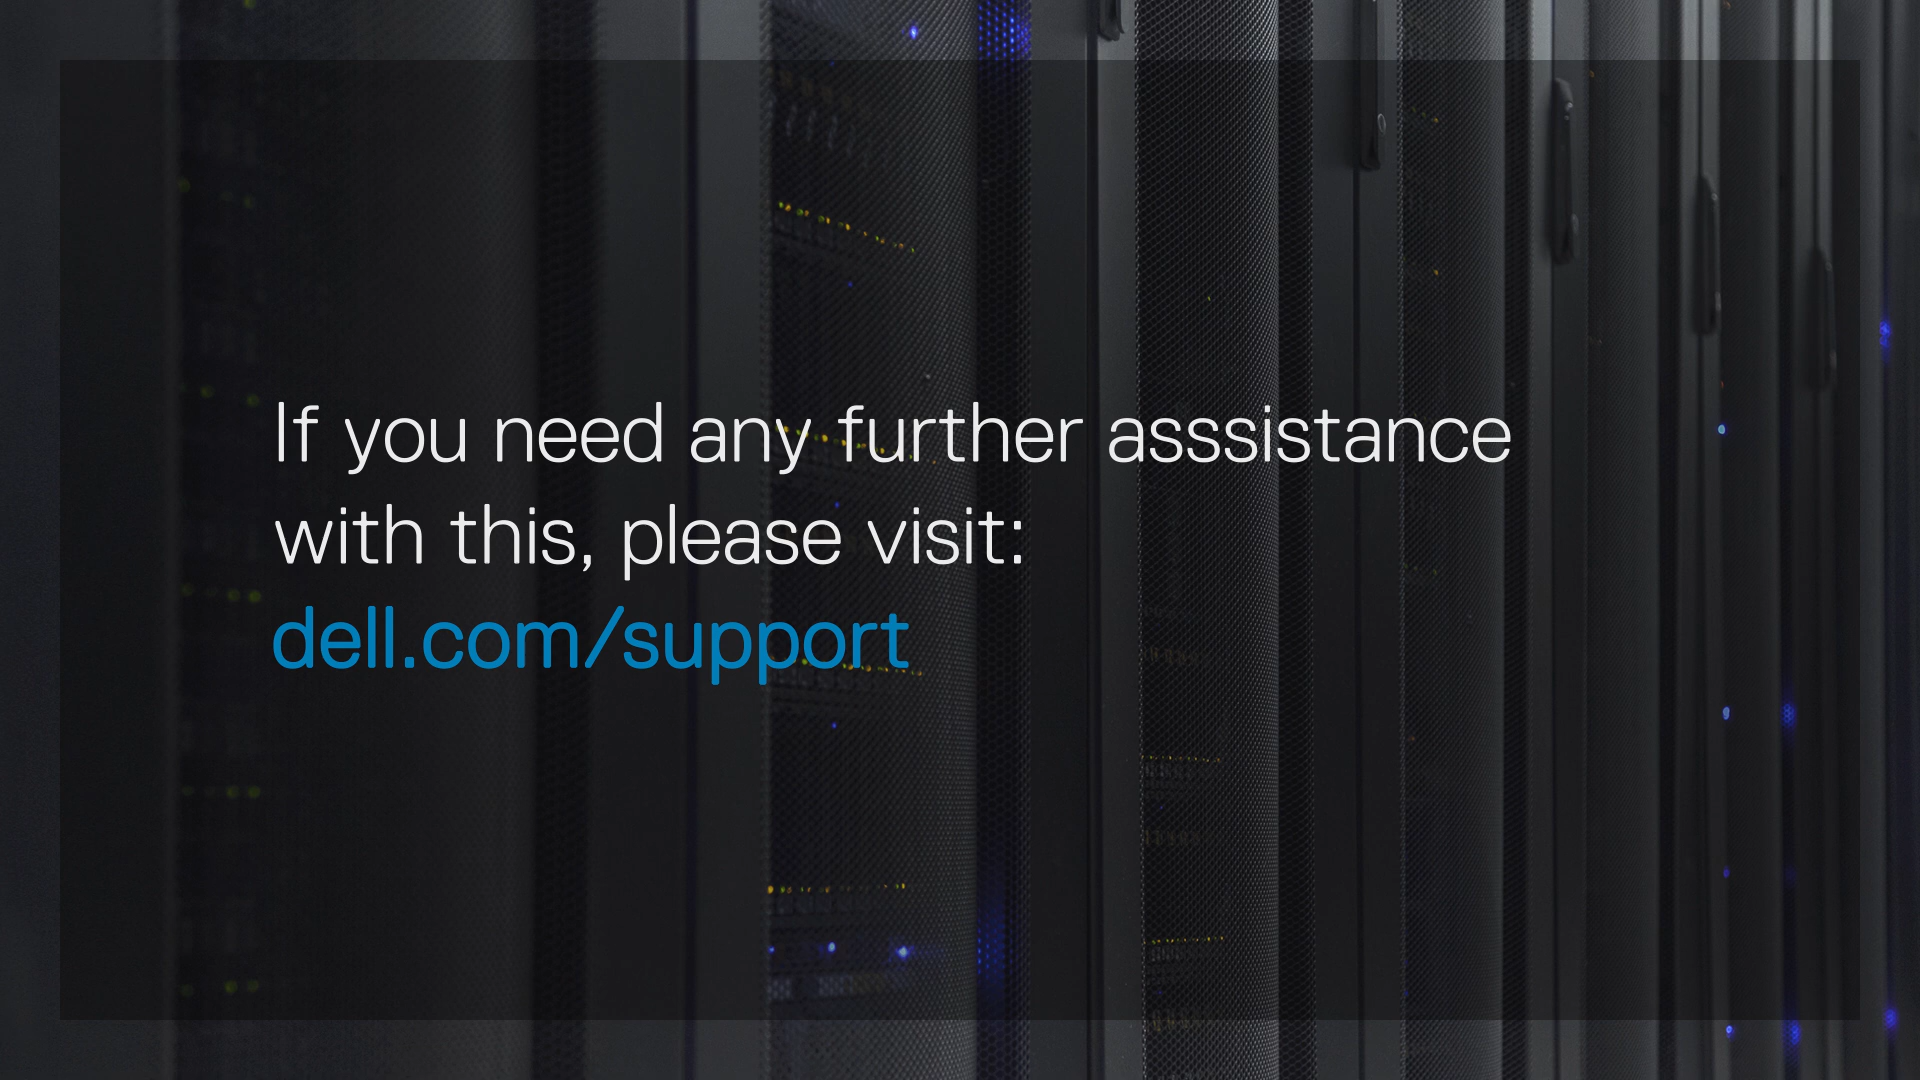 If you need any further asssistance
with this, please visit:
dell.com/support